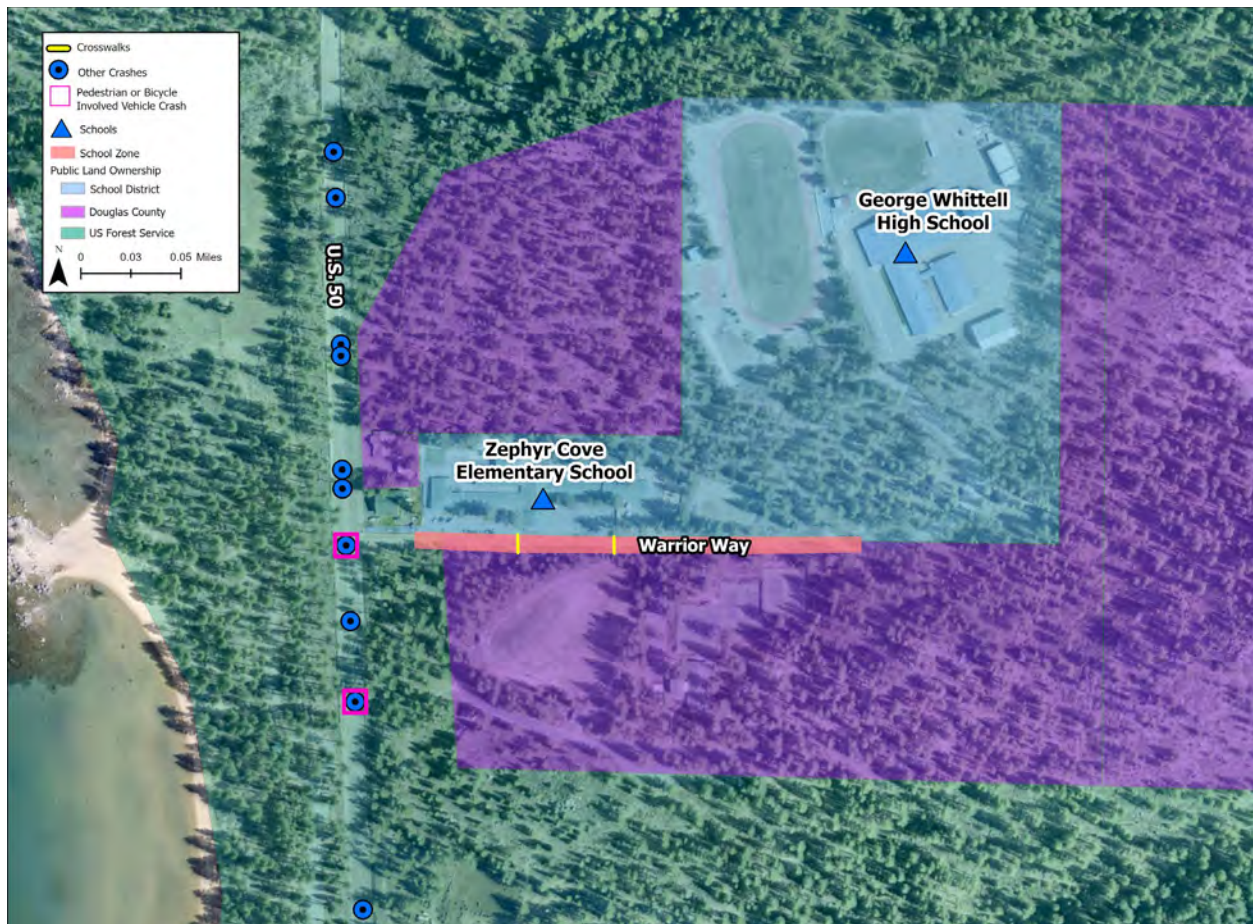 Crosswalks
Other Crashes
Pedestrian or Bicycle
Involved Vehicle Crash
Schools
School Zone
Public Land Ownership
School District
Douglas County
US Forest Service
N
0 0.03 0.05 Miles
U.S. 50
George Whittell
High School
Zephyr Cove
Elementary School
Warrior Way